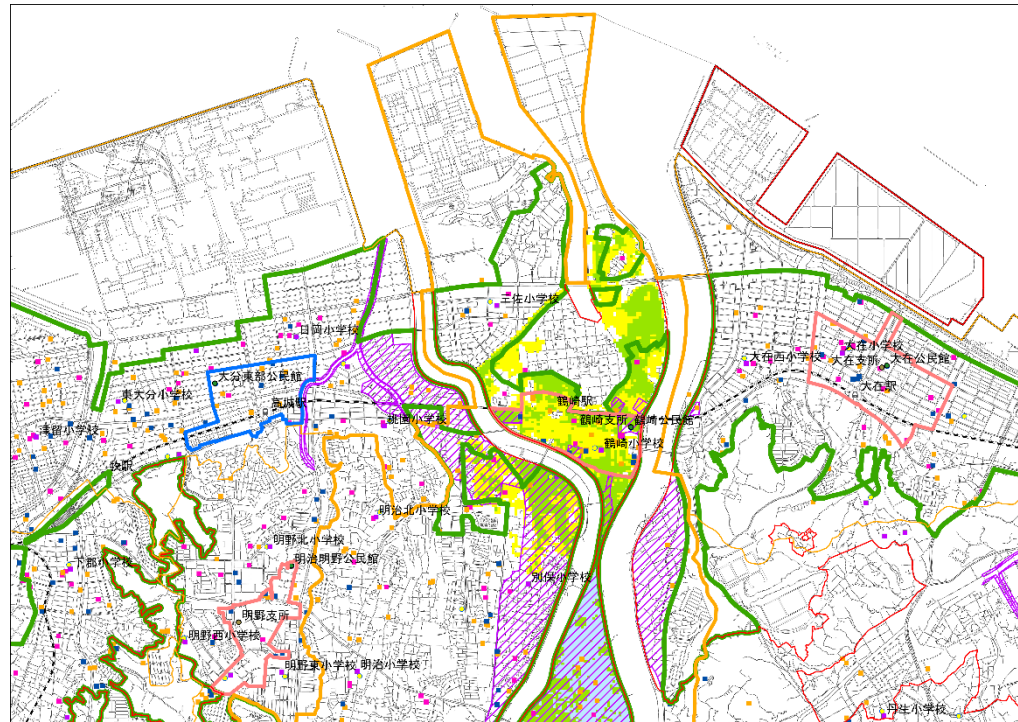 三佐小学校
日岡小学校
大在小学校
大在西小学校
大在支所
大在公民館
大分東部公民館
大在駅
東大分小学校
高城駅
鶴崎駅
桃園小学校
鶴崎支所
鶴崎公民館
津留小学校
鶴崎小学校
牧駅
明治北小学校
明野北小学校
下郡小学校
明治明野公民館
別保小学校
明野支所
明野西小学校
明野東小学校
明治小学校
丹生小学校